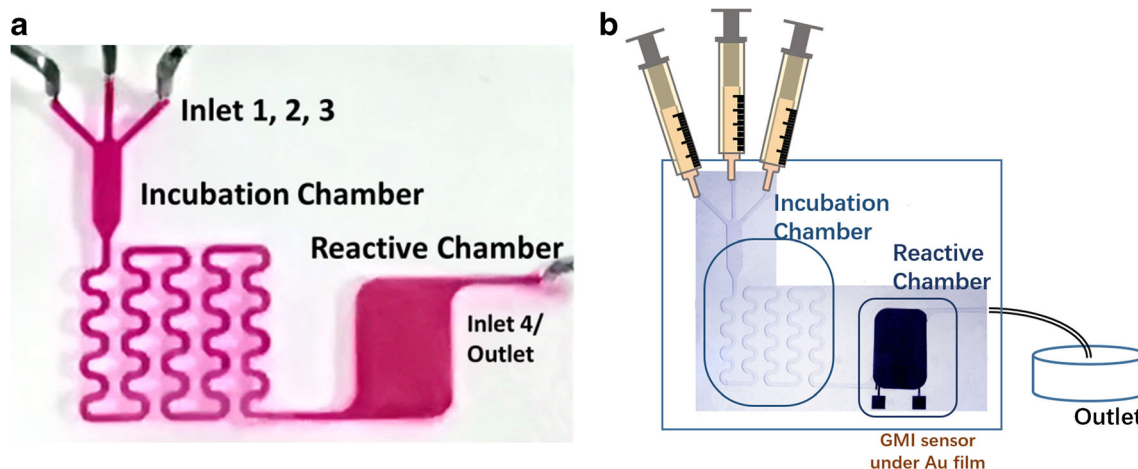 a
Inlet 1, 2, 3
Incubation Chamber
Reactive Chamber
Inlet 4/
Outlet
b
Incubation
Chamber
Reactive
Chamber
Outlet
GMI sensor
under Au film